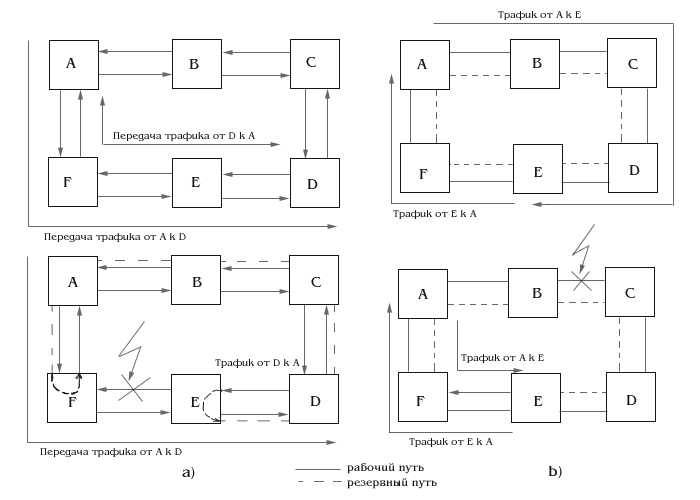 Трафик от A k E
A
B
C
Передача трафика от D k A
F
E
D
Передача трафика от A k D
A
B
C
F
E
D
Трафик от E k A
A
B
C
Трафик от D k A
F
E
D
Передача трафика от A k D
a)
A
B
C
Трафик от A k E
F
E
D
Трафик от E k A
b)
рабочий путь
резервный путь